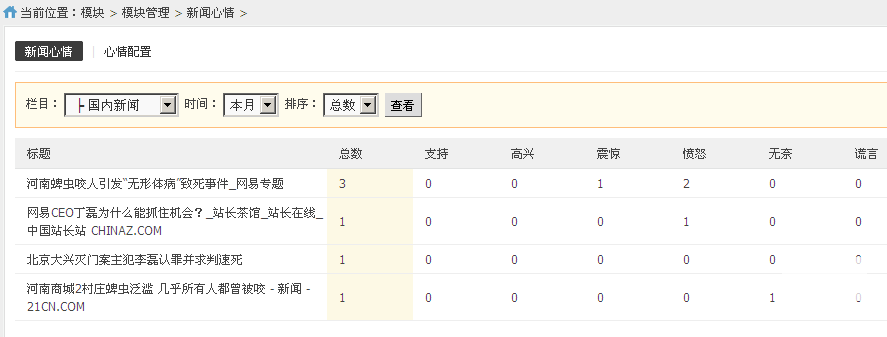 当前位置：模块 > 模块管理 > 新闻心情 >
新闻心情 | 心情配置
栏目： ├ 国内新闻 时间： 本月 排序： 总数 查看
标题 总数 支持 高兴 震惊 愤怒 无奈 谎言
河南蜱虫咬人引发"无形体病"致死事件_网易专题 3 0 0 1 2 0 0
网易CEO丁磊为什么能抓住机会？_站长茶馆_站长在线_
中国站长站 CHINAZ.COM 1 0 0 0 1 0 0
北京大兴灭门案主犯李磊认罪并求判速死 1 0 0 0 0 0 0
河南商城2村庄蜱虫泛滥 几乎所有人都曾被咬 - 新闻 -
21CN.COM 1 0 0 0 0 1 0